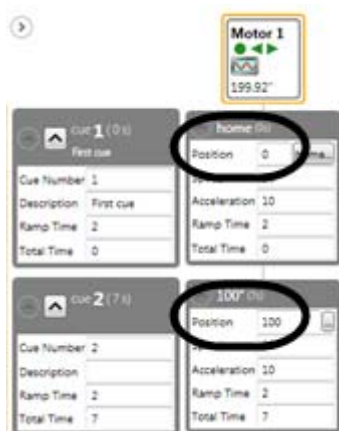 Motor 1
199.92"
cue 1 (0 s)
First cue
Cue Number 1
Description First cue
Ramp Time 2
Total Time 0
home
Position 0
Acceleration 10
Ramp Time 2
Total Time 0
cue 2 (7 s)
Cue Number 2
Description
Ramp Time 2
Total Time 7
100"
Position 100
Acceleration 10
Ramp Time 2
Total Time 7